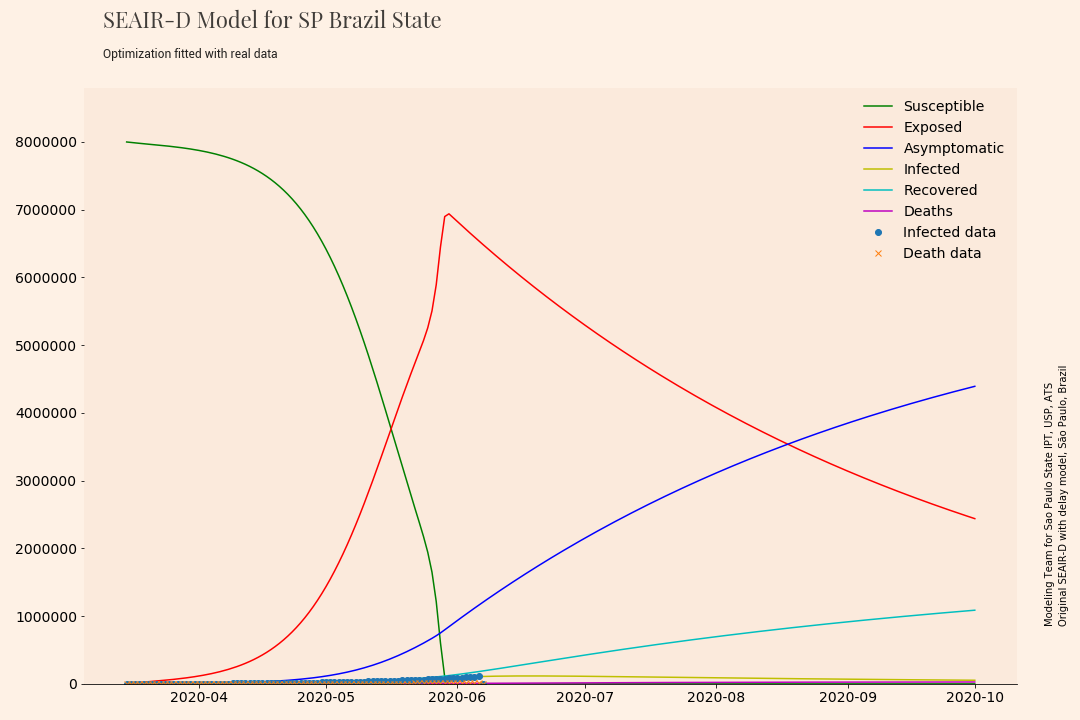 SEAIR-D Model for SP Brazil State
Optimization fitted with real data
Susceptible
Exposed
Asymptomatic
Infected
Recovered
Deaths
Infected data
Death data
8000000
7000000
6000000
5000000
4000000
3000000
2000000
1000000
0
2020-04
2020-05
2020-06
2020-07
2020-08
2020-09
2020-10
Modeling Team for Sao Paulo State IPT, USP, ATS
Original SEAIR-D with delay model, São Paulo, Brazil